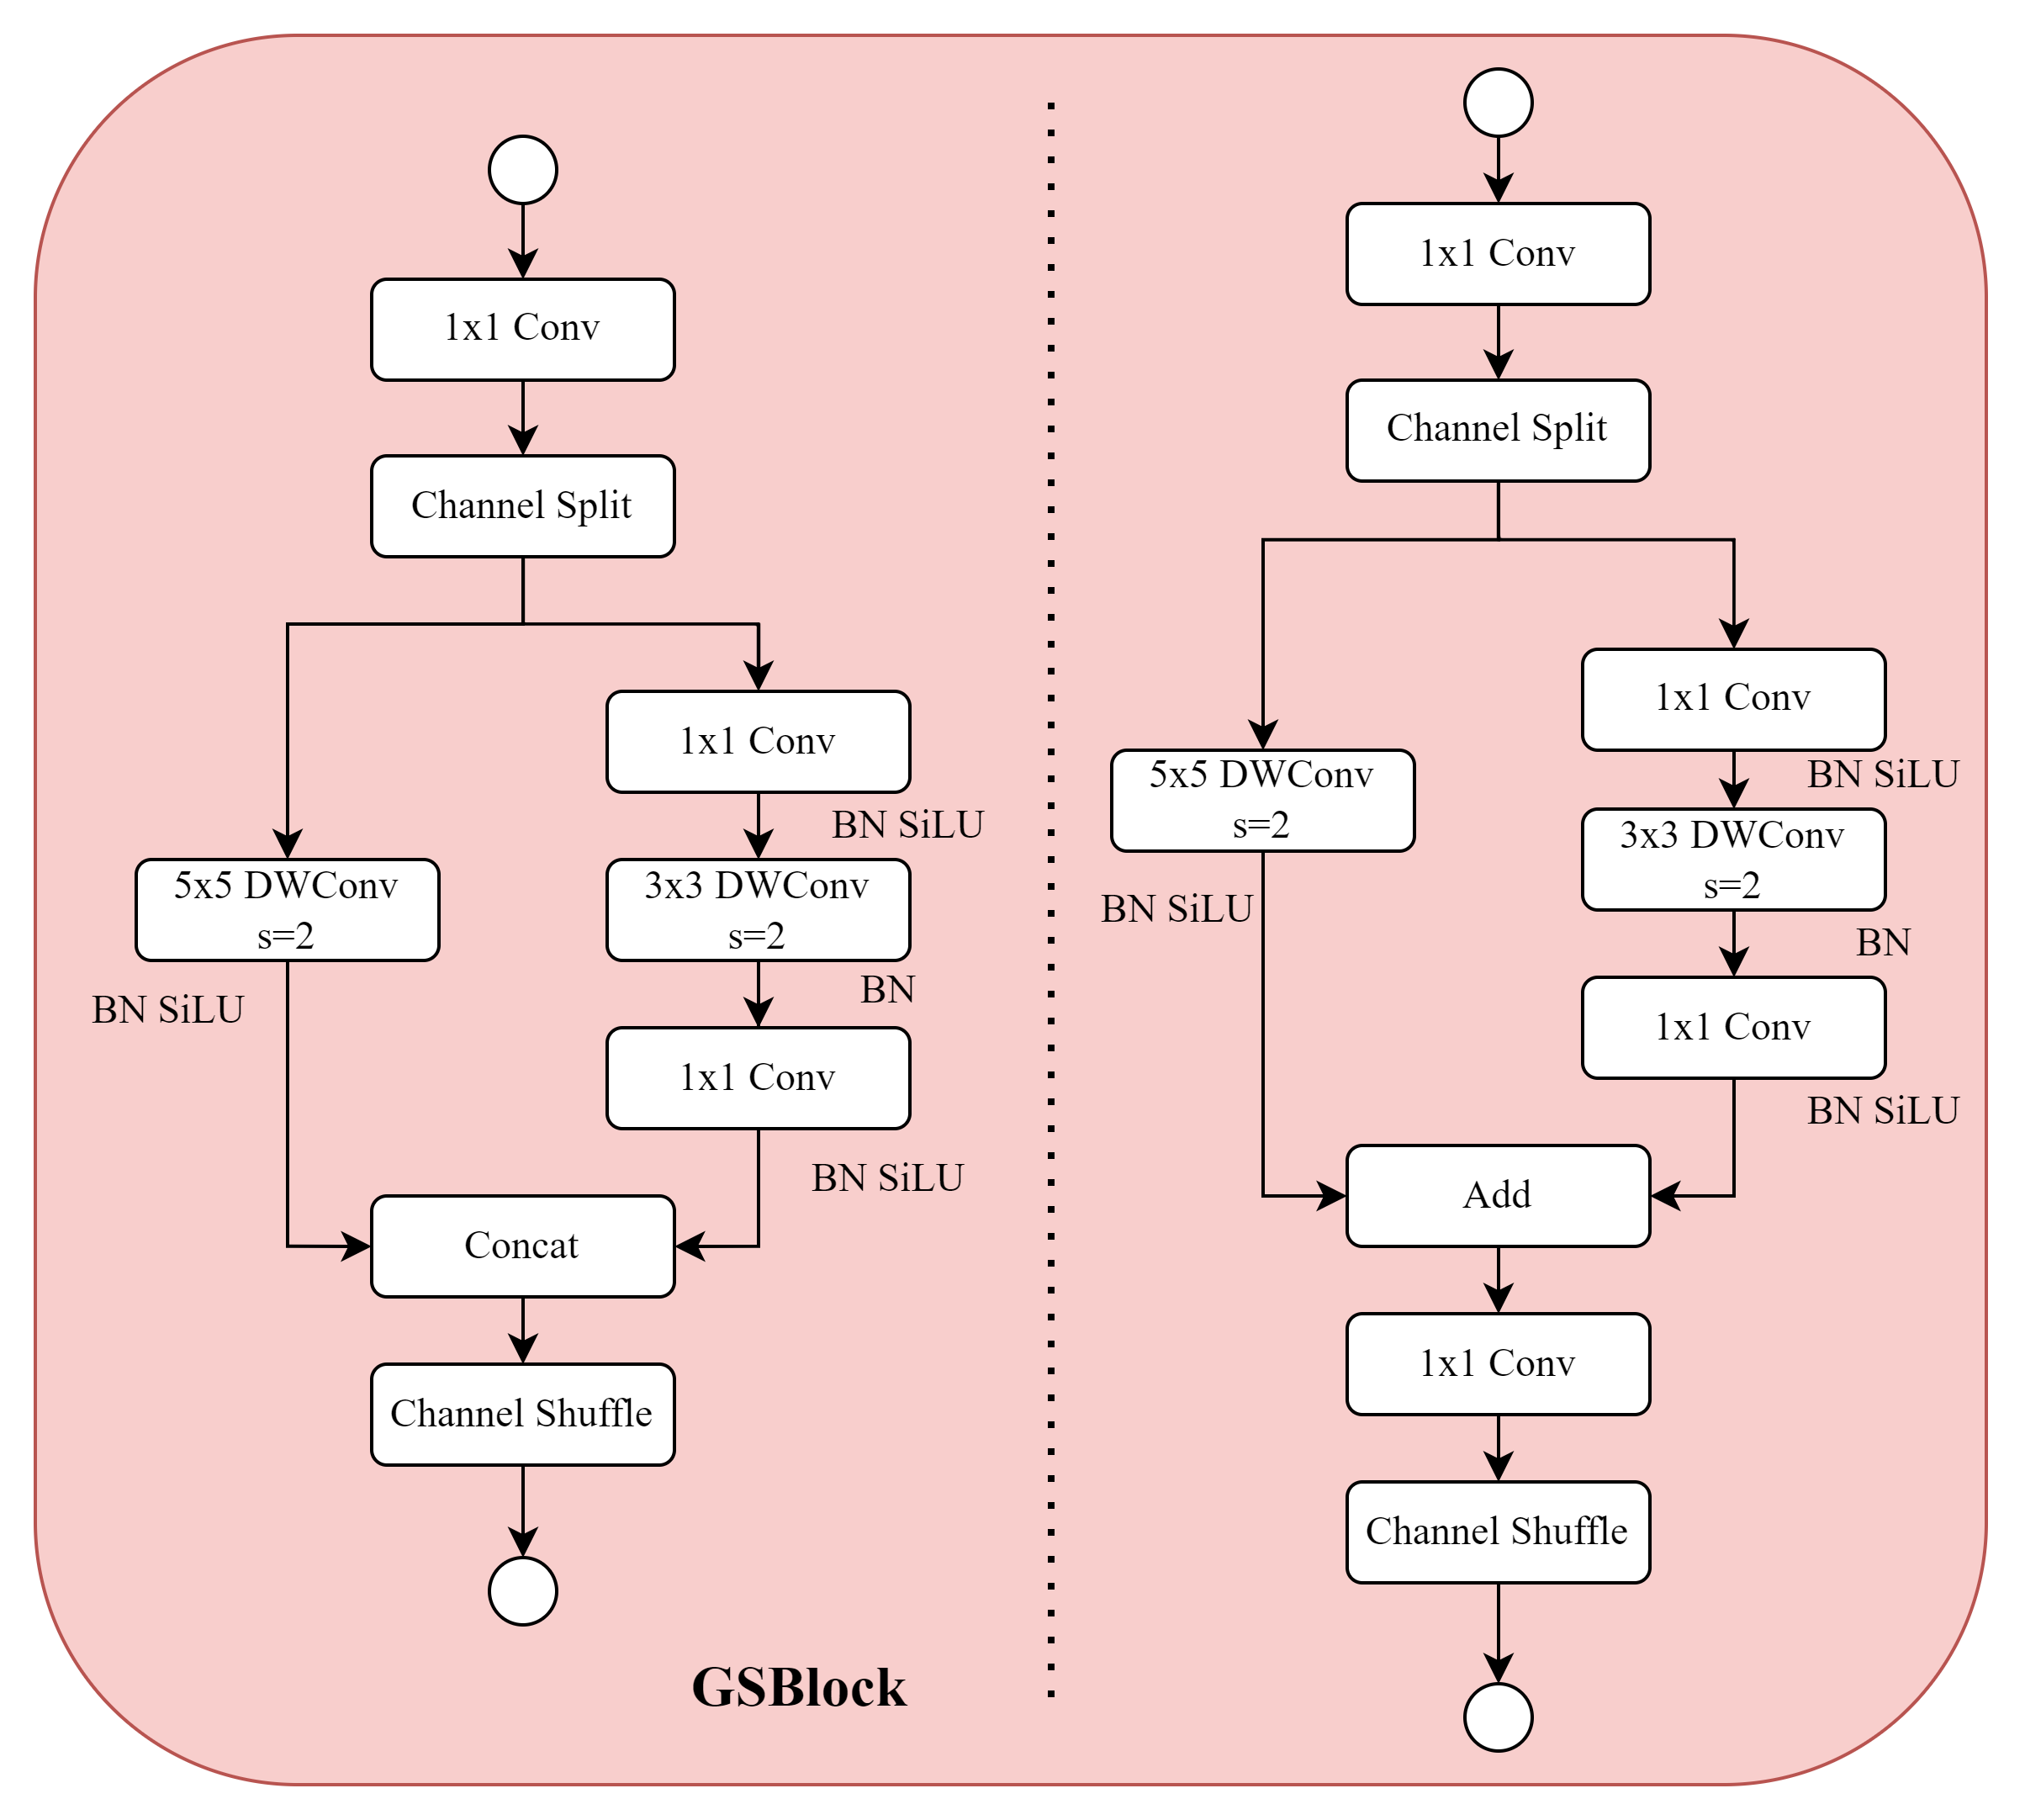 1x1 Conv
Channel Split
1x1 Conv
BN SiLU
5x5 DWConv
s=2
3x3 DWConv
s=2
BN SiLU
BN
1x1 Conv
BN SiLU
Concat
Channel Shuffle
GSBlock
1x1 Conv
Channel Split
1x1 Conv
BN SiLU
5x5 DWConv
s=2
3x3 DWConv
s=2
BN SiLU
BN
1x1 Conv
BN SiLU
Add
1x1 Conv
Channel Shuffle